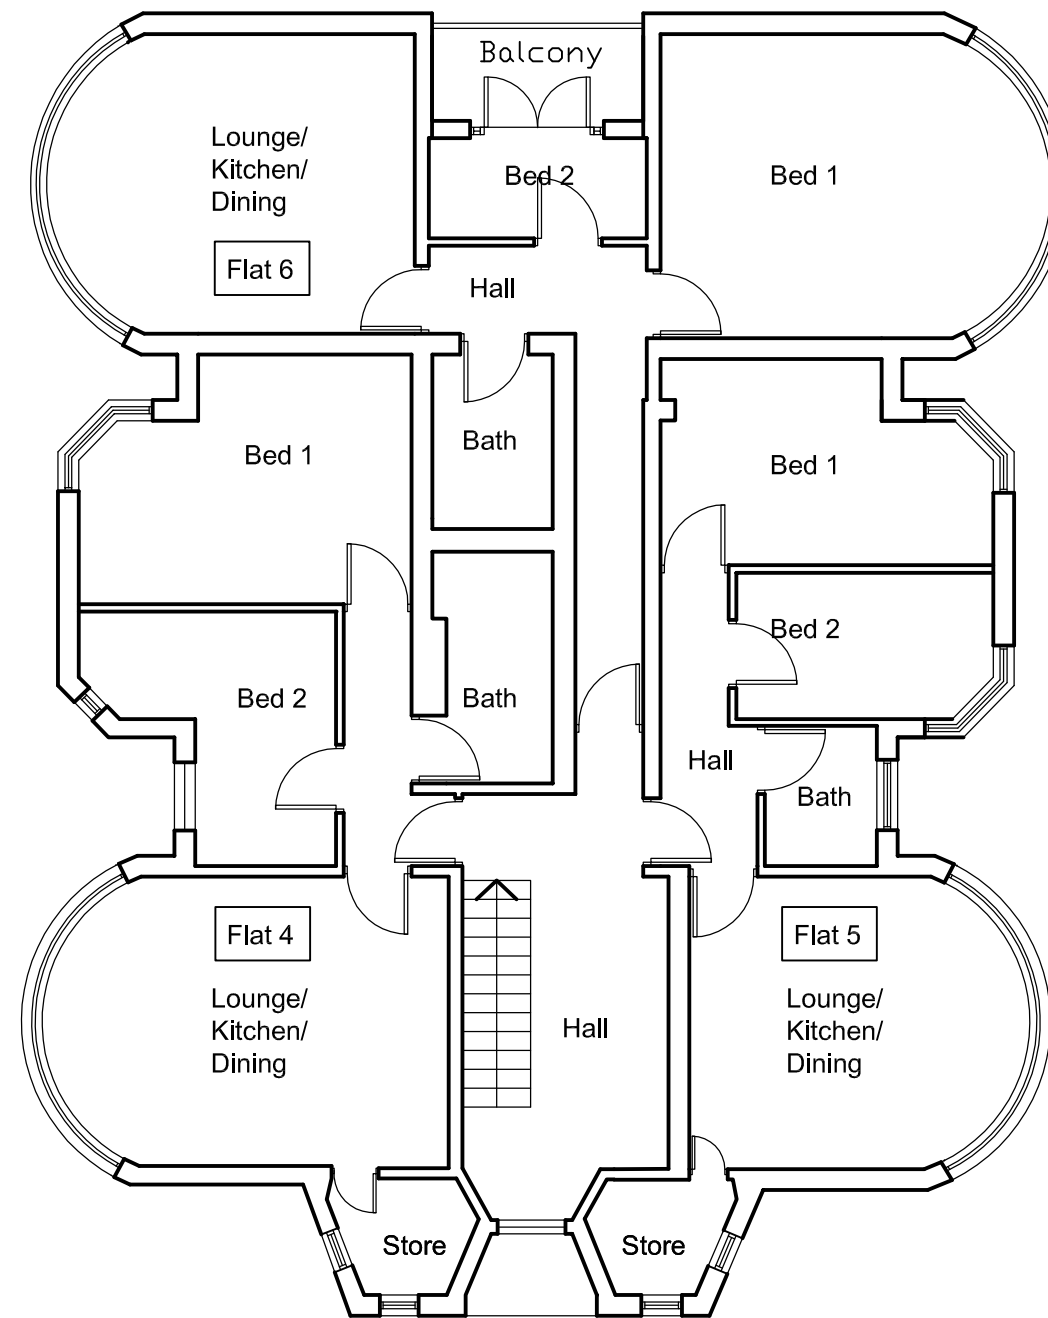 Balcony
Lounge/
Kitchen/
Dining
Bed 2
Bed 1
Flat 6
Hall
Bath
Bed 1
Bed 1
Bed 2
Bed 2
Bath
Hall
Bath
Flat 4
Flat 5
Lounge/
Kitchen/
Dining
Hall
Lounge/
Kitchen/
Dining
Store
Store